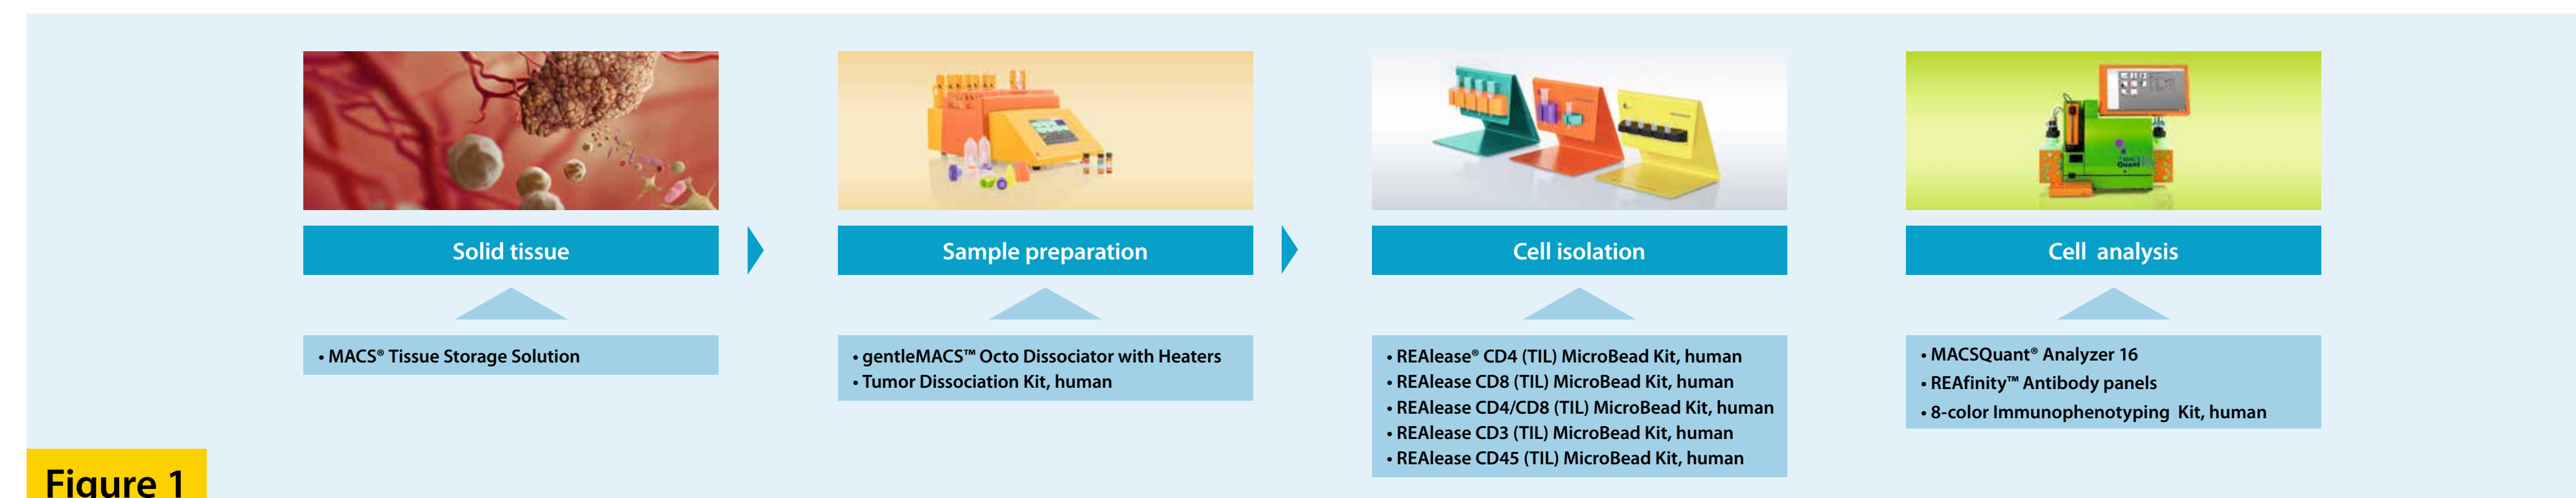 Solid tissue
Sample preparation
Cell isolation
Cell analysis
• MACS® Tissue Storage Solution
• gentleMACS™ Octo Dissociator with Heaters
• Tumor Dissociation Kit, human
• REAlease® CD4 (TIL) MicroBead Kit, human
• REAlease CD8 (TIL) MicroBead Kit, human
• REAlease CD4/CD8 (TIL) MicroBead Kit, human
• REAlease CD3 (TIL) MicroBead Kit, human
• REAlease CD45 (TIL) MicroBead Kit, human
• MACSQuant® Analyzer 16
• REAfinity™ Antibody panels
• 8-color Immunophenotyping Kit, human
Figure 1